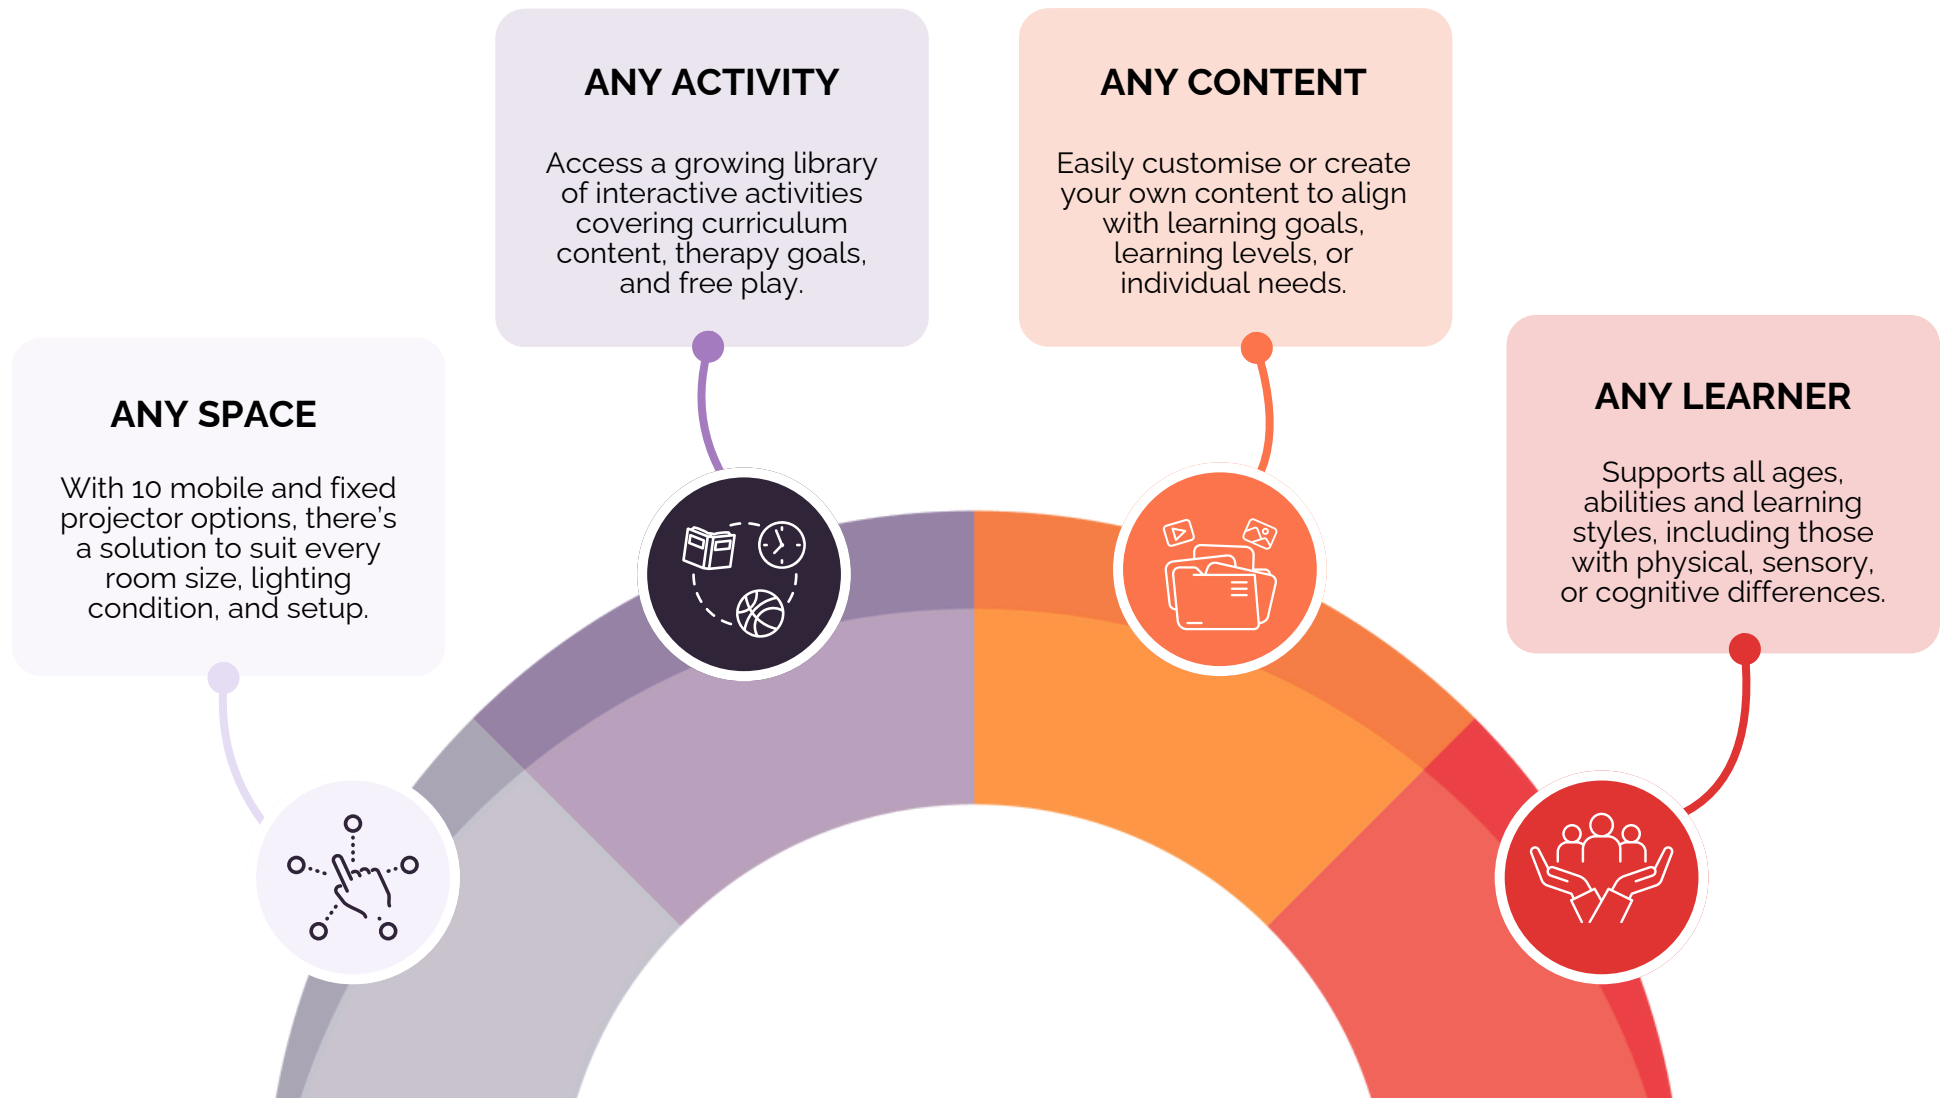 ANY SPACE
With 10 mobile and fixed
projector options, there's
a solution to suit every
room size, lighting
condition, and setup.
ANY ACTIVITY
Access a growing library
of interactive activities
covering curriculum
content, therapy goals,
and free play.
ANY CONTENT
Easily customise or create
your own content to align
with learning goals,
learning levels, or
individual needs.
ANY LEARNER
Supports all ages,
abilities and learning
styles, including those
with physical, sensory,
or cognitive differences.